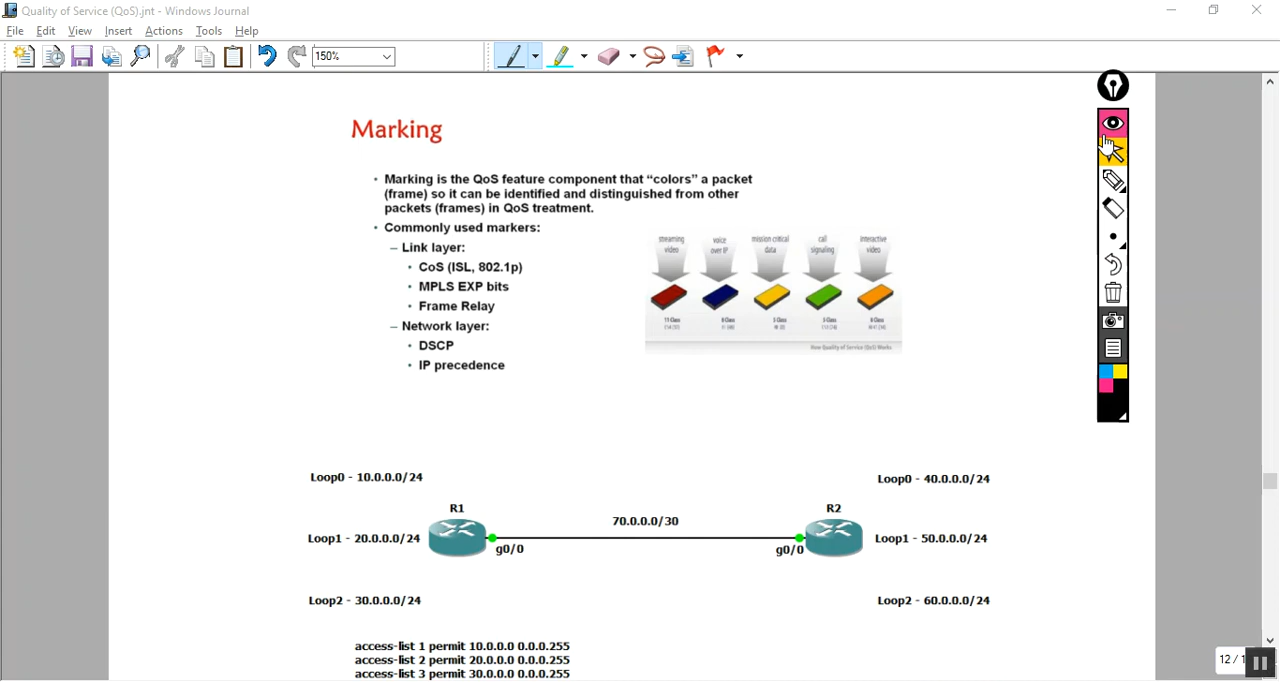 Quality of Service (QoS).jnt - Windows Journal
File Edit View Insert Actions Tools Help
150%
Marking
• Marking is the QoS feature component that “colors” a packet
(frame) so it can be identified and distinguished from other
packets (frames) in QoS treatment.
• Commonly used markers:
– Link layer:
• CoS (ISL, 802.1p)
• MPLS EXP bits
• Frame Relay
– Network layer:
• DSCP
• IP precedence
streaming video
voice over IP
mission critical data
call signaling
interactive video
How Quality of Service (QoS) Works
Loop0 - 10.0.0.0/24
Loop0 - 40.0.0.0/24
R1
R2
70.0.0.0/30
Loop1 - 20.0.0.0/24
Loop1 - 50.0.0.0/24
g0/0
g0/0
Loop2 - 30.0.0.0/24
Loop2 - 60.0.0.0/24
access-list 1 permit 10.0.0.0 0.0.0.255
access-list 2 permit 20.0.0.0 0.0.0.255
access-list 3 permit 30.0.0.0 0.0.0.255
12 / 1